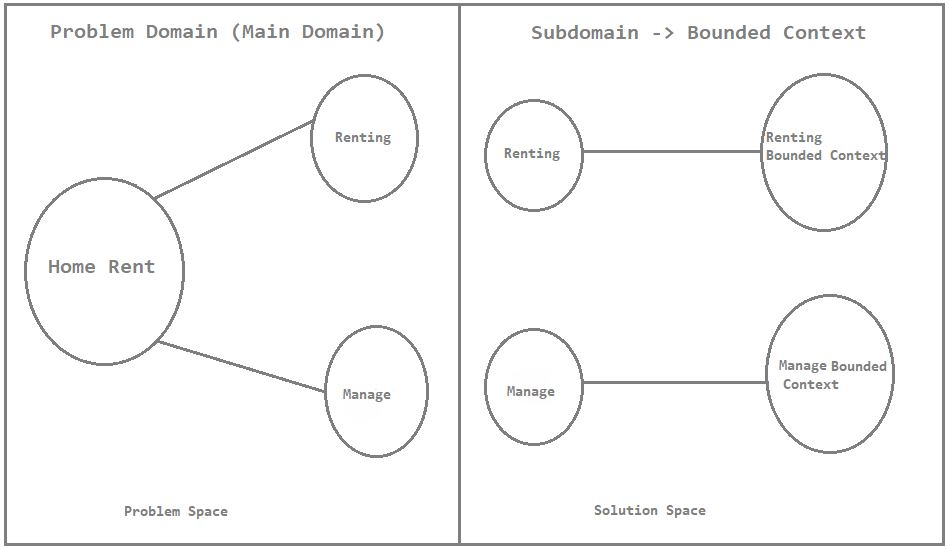 Problem Domain (Main Domain)
Renting
Home Rent
Manage
Problem Space
Subdomain -> Bounded Context
Renting
Renting
Bounded Context
Manage
Manage Bounded
Context
Solution Space